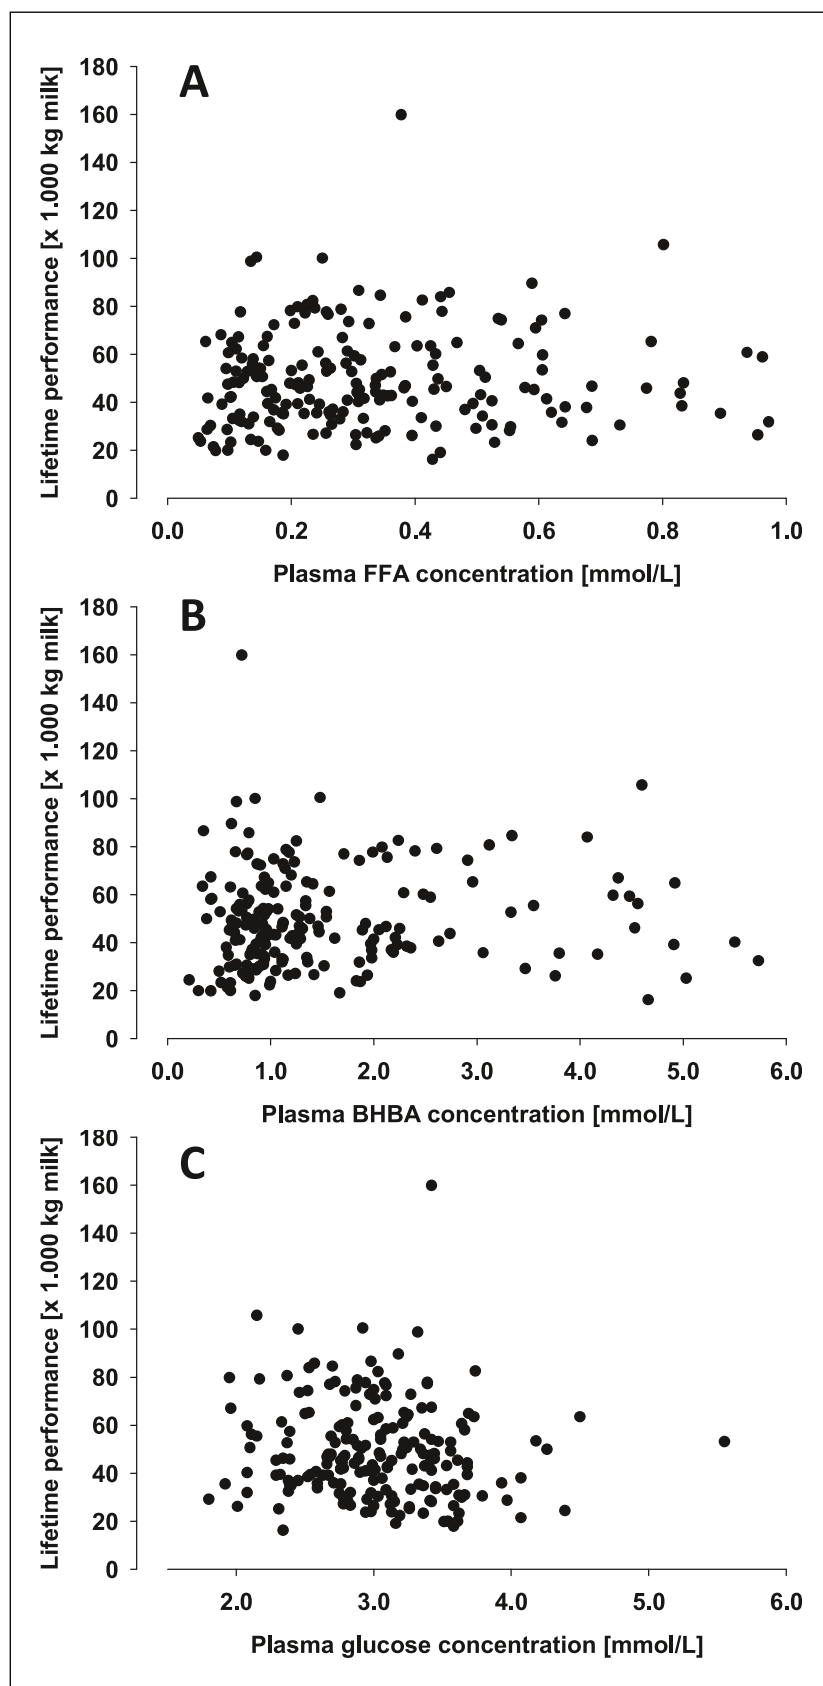 A
Lifetime performance [x 1.000 kg milk]
180
160
140
120
100
80
60
40
20
0
0.0 0.2 0.4 0.6 0.8 1.0
Plasma FFA concentration [mmol/L]
B
Lifetime performance [x 1.000 kg milk]
180
160
140
120
100
80
60
40
20
0
0.0 1.0 2.0 3.0 4.0 5.0 6.0
Plasma BHBA concentration [mmol/L]
C
Lifetime performance [x 1.000 kg milk]
180
160
140
120
100
80
60
40
20
0
2.0 3.0 4.0 5.0 6.0
Plasma glucose concentration [mmol/L]